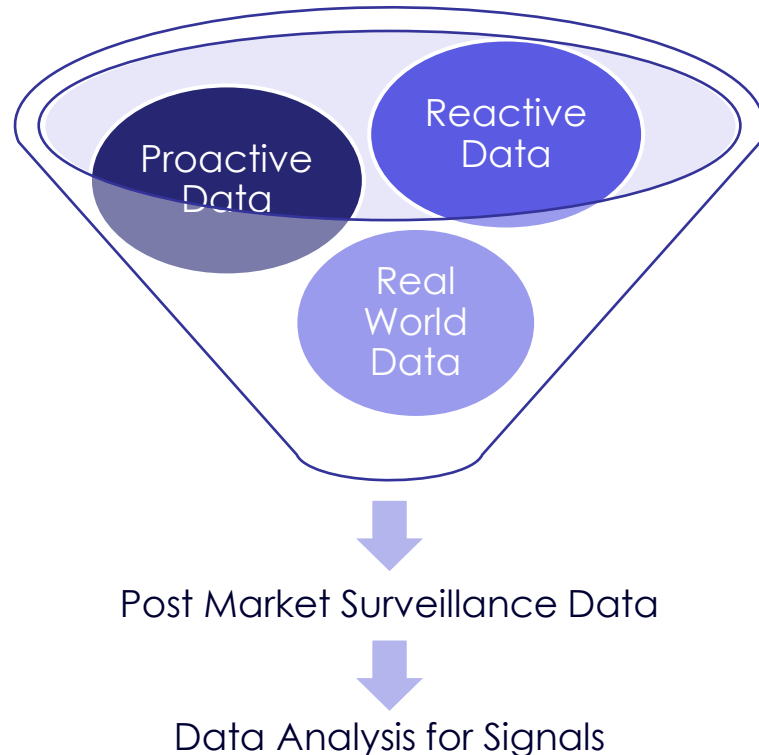 Reactive
Data
Proactive
Data
Real
World
Data
Post Market Surveillance Data
Data Analysis for Signals